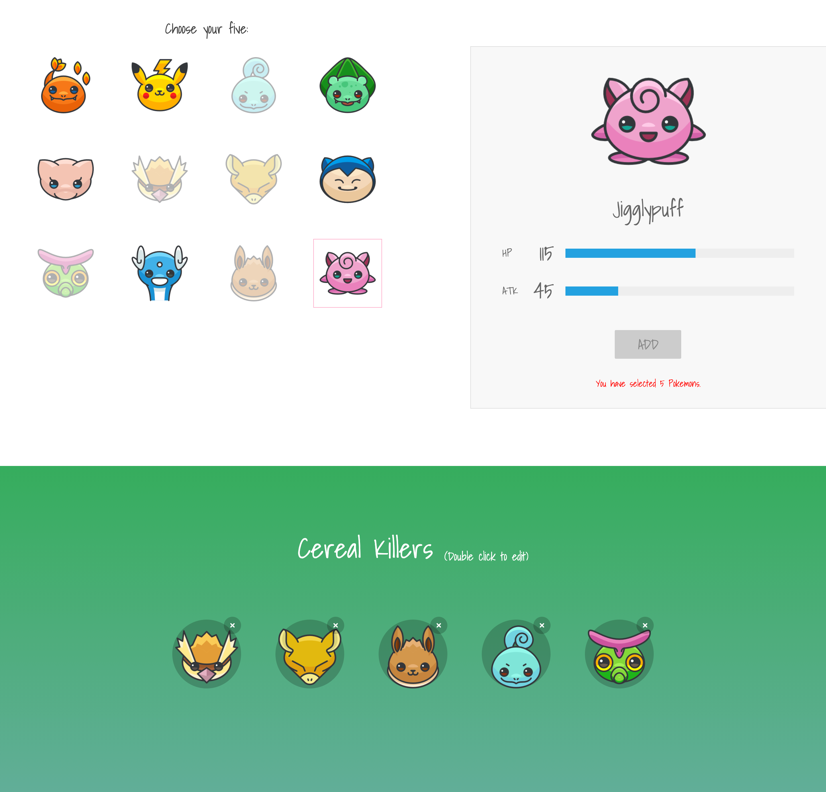 Choose your five:
Jigglypuff
HP 115
ATK 45
ADD
You have selected 5 Pokemons.
Cereal Killers (Double click to edit)
× × × × ×